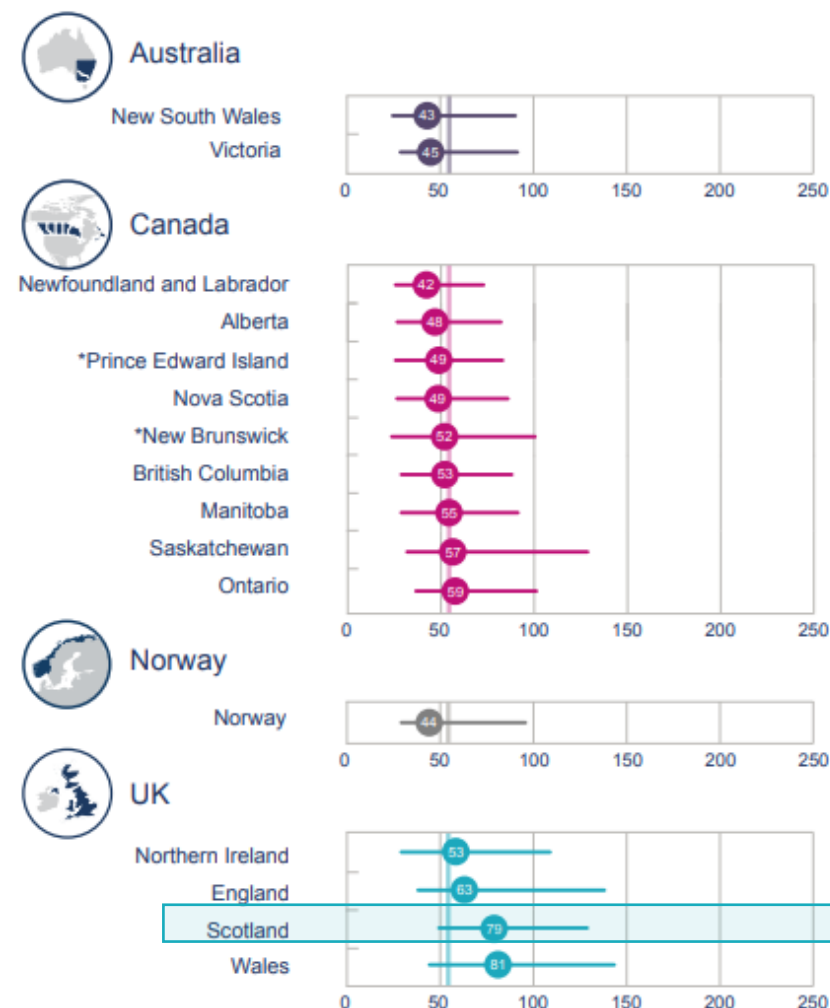 Australia
New South Wales 43
Victoria 45
0 50 100 150 200 250
Canada
Newfoundland and Labrador 42
Alberta 48
*Prince Edward Island 49
Nova Scotia 49
*New Brunswick 52
British Columbia 53
Manitoba 55
Saskatchewan 57
Ontario 59
0 50 100 150 200 250
Norway
Norway 44
0 50 100 150 200 250
UK
Northern Ireland 53
England 63
Scotland 79
Wales 81
0 50 100 150 200 250